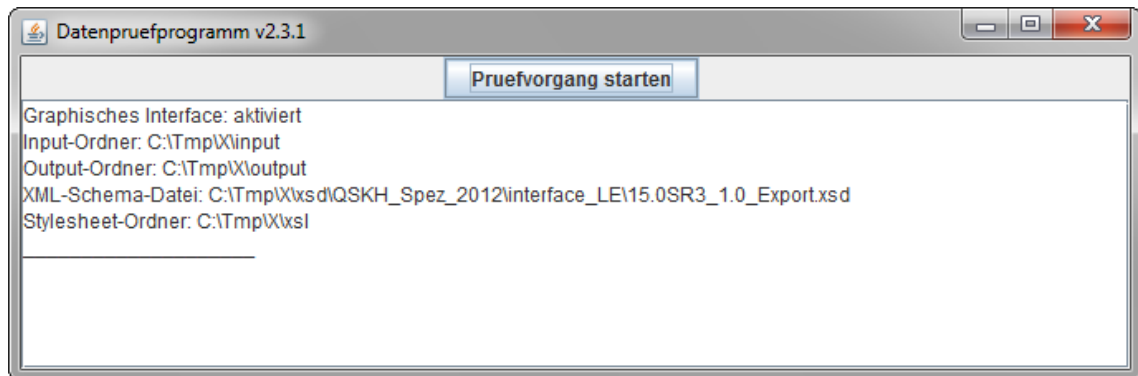 Datenpruefprogramm v2.3.1
Pruefvorgang starten
Graphisches Interface: aktiviert
Input-Ordner: C:\Tmp\X\input
Output-Ordner: C:\Tmp\X\output
XML-Schema-Datei: C:\Tmp\X\xsd\QSKH_Spez_2012\interface_LE\15.0SR3_1.0_Export.xsd
Stylesheet-Ordner: C:\Tmp\X\xsl
_____________________